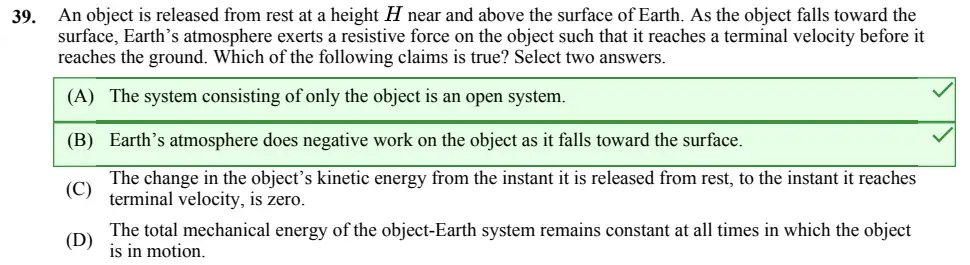 39. An object is released from rest at a height H near and above the surface of Earth. As the object falls toward the
surface, Earth's atmosphere exerts a resistive force on the object such that it reaches a terminal velocity before it
reaches the ground. Which of the following claims is true? Select two answers.
(A) The system consisting of only the object is an open system.
(B) Earth's atmosphere does negative work on the object as it falls toward the surface.
(C) The change in the object's kinetic energy from the instant it is released from rest, to the instant it reaches
terminal velocity, is zero.
(D) The total mechanical energy of the object-Earth system remains constant at all times in which the object
is in motion.